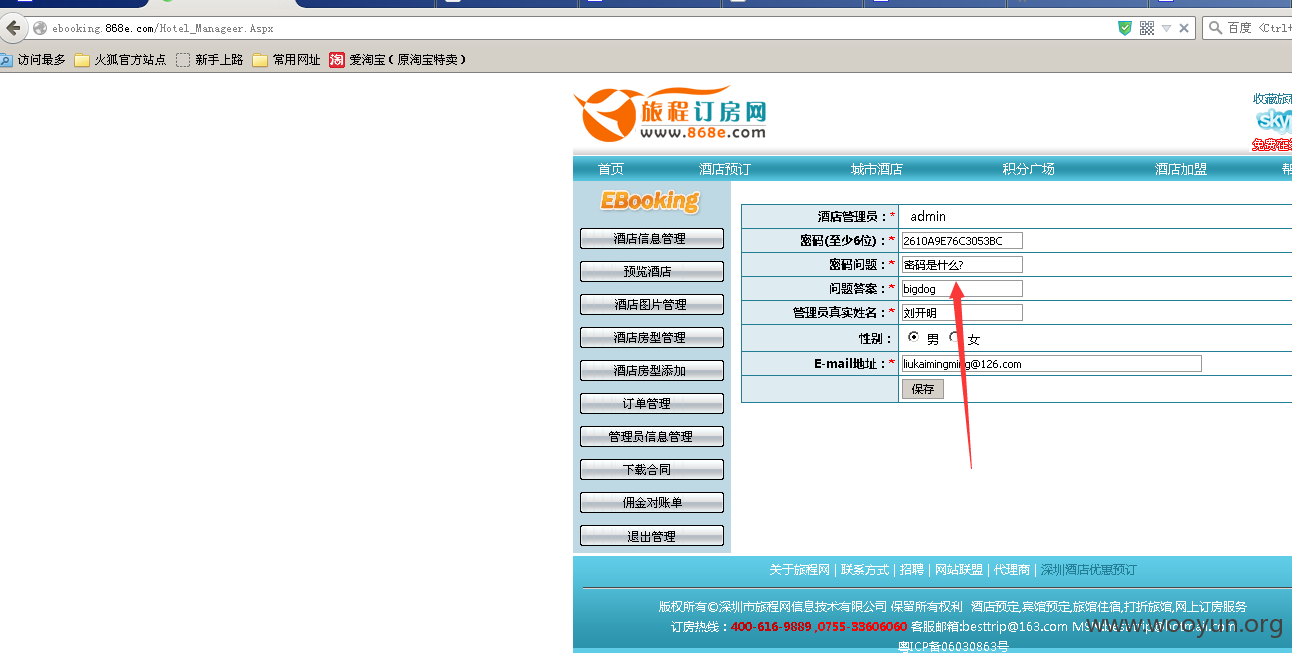 ebooking.868e.com/Hotel_Manageer.Aspx
百度 <Ctrl+
访问最多 火狐官方站点 新手上路 常用网址 淘 爱淘宝（原淘宝特卖）
旅程订房网
www.868e.com
收藏旅
sky
免费在
首页 酒店预订 城市酒店 积分广场 酒店加盟
EBooking
酒店信息管理
预览酒店
酒店图片管理
酒店房型管理
酒店房型添加
订单管理
管理员信息管理
下载合同
佣金对账单
退出管理
酒店管理员：* admin
密码(至少6位)：* 2610A9E76C3053BC
密码问题：* 密码是什么?
问题答案：* bigdog
管理员真实姓名：* 刘开明
性别： 男 女
E-mail地址：* liukaimingming@126.com
保存
关于旅程网 | 联系方式 | 招聘 | 网站联盟 | 代理商 | 深圳酒店优惠预订
版权所有©深圳市旅程网信息技术有限公司 保留所有权利 酒店预定,宾馆预定,旅馆住宿,打折旅馆,网上订房服务
订房热线：400-616-9889 ,0755-33606060 客服邮箱:besttrip@163.com MSN:besttrip@hotmail.com
粤ICP备06030863号
www.wooyun.org